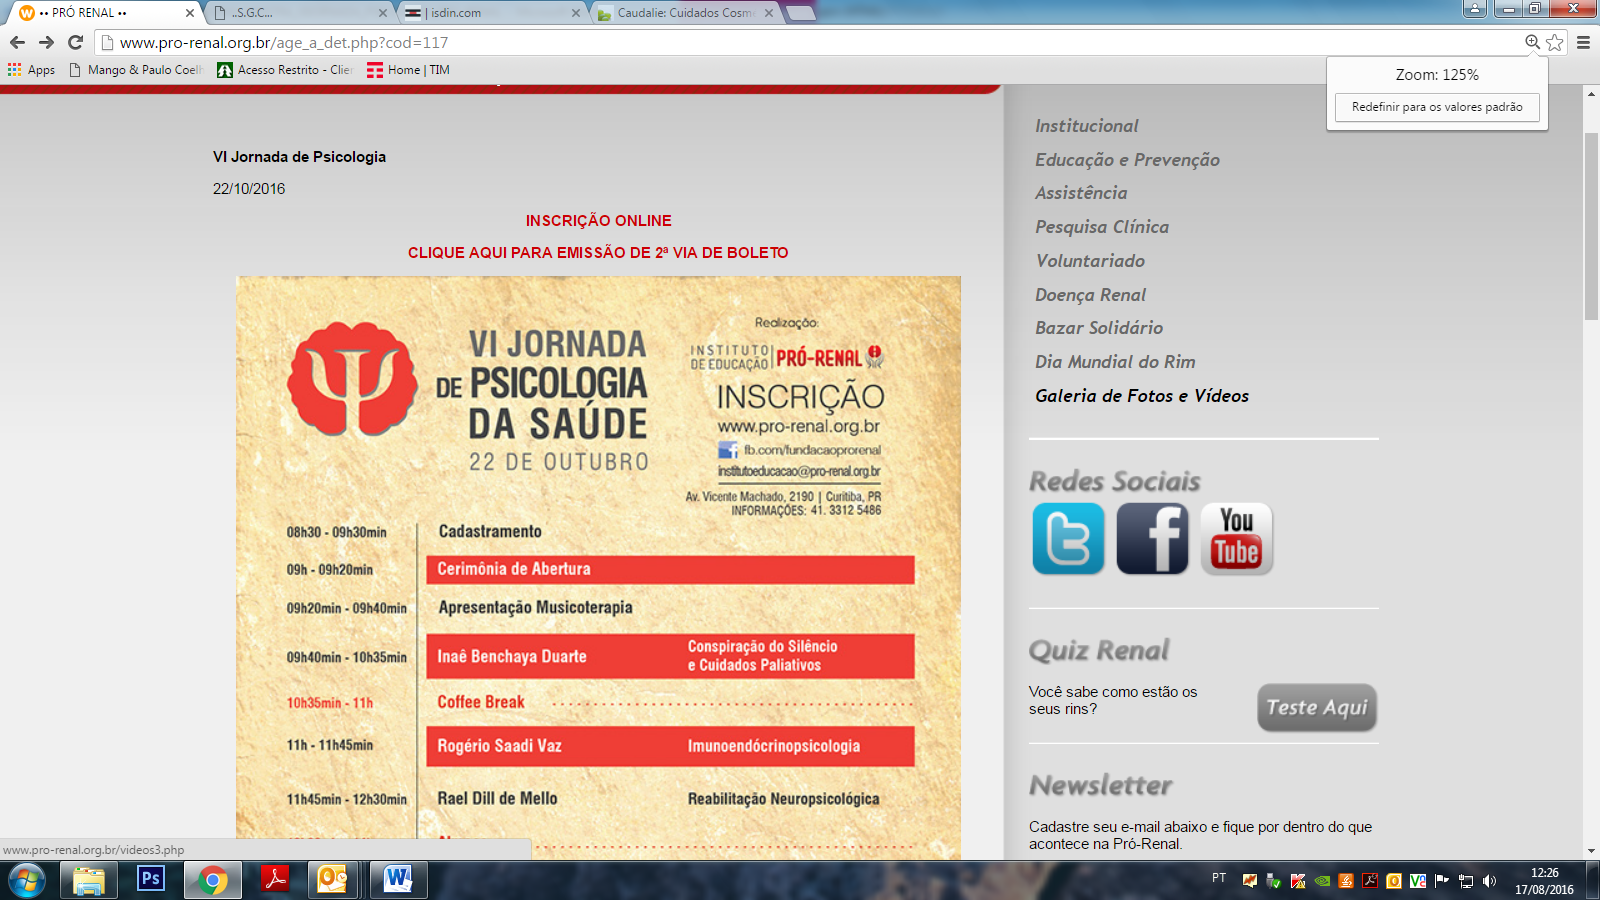 •• PRÓ RENAL ••
..S.G.C...
| isdin.com
Caudalie: Cuidados Cosm
www.pro-renal.org.br/age_a_det.php?cod=117
Apps
Mango & Paulo Coelh
Acesso Restrito - Clien
Home | TIM
Zoom: 125%
Redefinir para os valores padrão
VI Jornada de Psicologia
22/10/2016
INSCRIÇÃO ONLINE
CLIQUE AQUI PARA EMISSÃO DE 2ª VIA DE BOLETO
VI JORNADA
DE PSICOLOGIA
DA SAÚDE
22 DE OUTUBRO
Realização:
INSTITUTO
DE EDUCAÇÃO
PRÓ-RENAL
INSCRIÇÃO
www.pro-renal.org.br
fb.com/fundacaoprorenal
institutoeducacao@pro-renal.org.br
Av. Vicente Machado, 2190 | Curitiba, PR
INFORMAÇÕES: 41. 3312 5486
08h30 - 09h30min Cadastramento
09h - 09h20min Cerimônia de Abertura
09h20min - 09h40min Apresentação Musicoterapia
09h40min - 10h35min Inaê Benchaya Duarte Conspiração do Silêncio
e Cuidados Paliativos
10h35min - 11h Coffee Break
11h - 11h45min Rogério Saadi Vaz Imunoendócrinopsicologia
11h45min - 12h30min Rael Dill de Mello Reabilitação Neuropsicológica
Institucional
Educação e Prevenção
Assistência
Pesquisa Clínica
Voluntariado
Doença Renal
Bazar Solidário
Dia Mundial do Rim
Galeria de Fotos e Vídeos
Redes Sociais
You
Tube
Quiz Renal
Você sabe como estão os
seus rins?
Teste Aqui
Newsletter
Cadastre seu e-mail abaixo e fique por dentro do que
acontece na Pró-Renal.
www.pro-renal.org.br/videos3.php
Ps
PT
12:26
17/08/2016